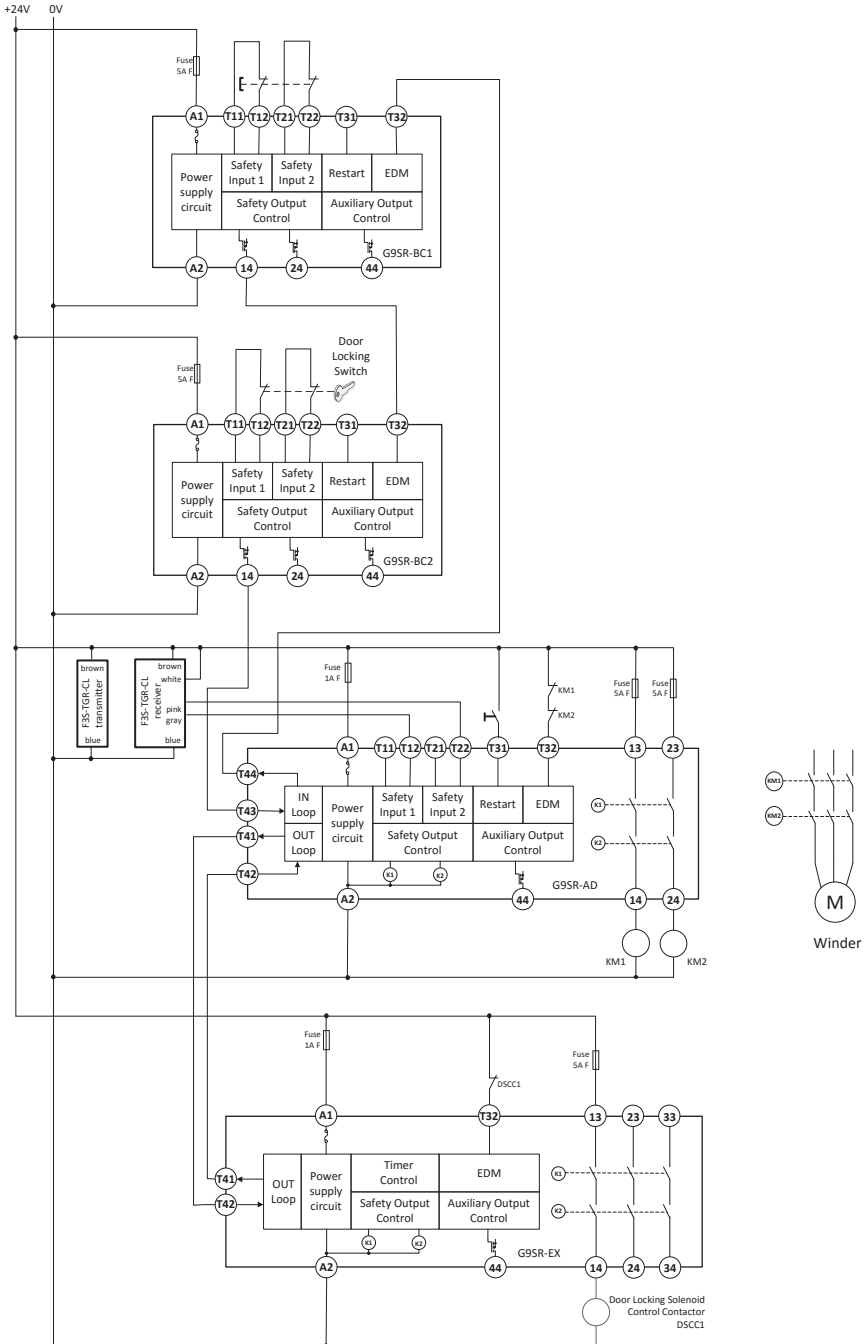 +24V 0V
Fuse
5A F
A1 T11 T12 T21 T22 T31 T32
Power
supply
circuit
Safety
Input 1
Safety
Input 2
Restart
EDM
Safety Output
Control
Auxiliary Output
Control
G9SR-BC1
A2 14 24 44
Door
Locking
Switch
Fuse
5A F
A1 T11 T12 T21 T22 T31 T32
Power
supply
circuit
Safety
Input 1
Safety
Input 2
Restart
EDM
Safety Output
Control
Auxiliary Output
Control
G9SR-BC2
A2 14 24 44
brown
F3S-TGR-CL
transmitter
blue
brown
white
F3S-TGR-CL
receiver
pink
gray
blue
Fuse
1A F
KM1
KM2
Fuse
5A F
Fuse
5A F
A1 T11 T12 T21 T22 T31 T32 13 23
T44
T43
T41
T42
IN
Loop
OUT
Loop
Power
supply
circuit
Safety
Input 1
Safety
Input 2
Restart
EDM
Safety Output
Control
Auxiliary Output
Control
K1
K2
K1
K2
G9SR-AD
A2 44 14 24
KM1 KM2
KM1
KM2
M
Winder
Fuse
1A F
DSCC1
Fuse
5A F
A1 T32 13 23 33
T41
T42
OUT
Loop
Power
supply
circuit
Timer
Control
EDM
Safety Output
Control
Auxiliary Output
Control
K1
K2
K1
K2
G9SR-EX
A2 44 14 24 34
Door Locking Solenoid
Control Contactor
DSCC1